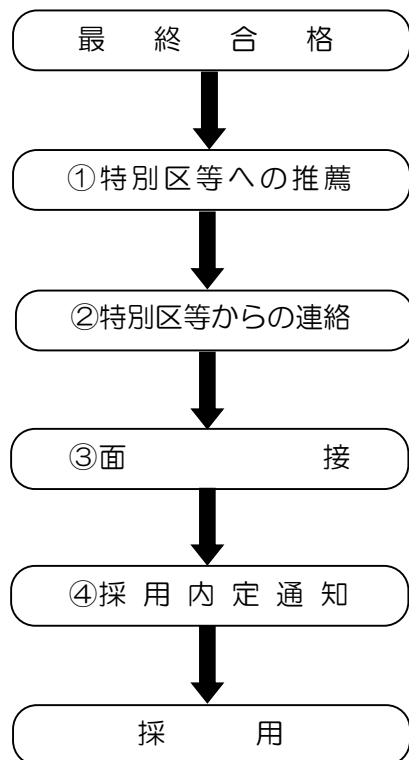 最終合格
①特別区等への推薦
②特別区等からの連絡
③面接
④採用内定通知
採用